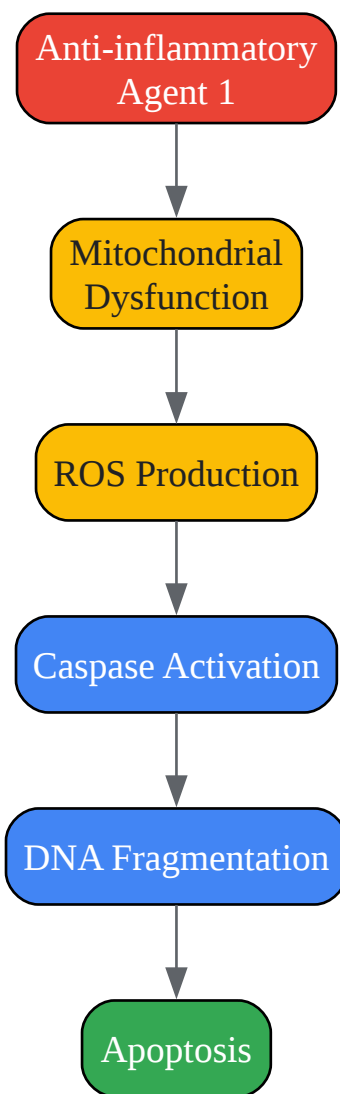 Anti-inflammatory
Agent 1
Mitochondrial
Dysfunction
ROS Production
Caspase Activation
DNA Fragmentation
Apoptosis